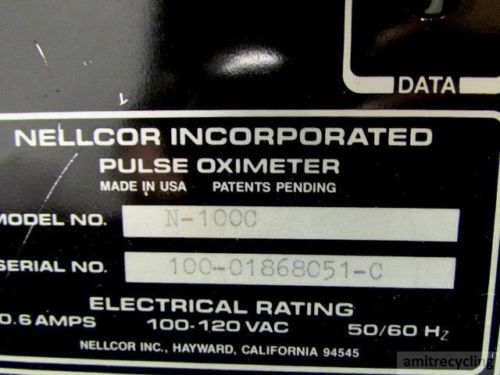 DATA
NELLCOR INCORPORATED
PULSE OXIMETER
MADE IN USA PATENTS PENDING
MODEL NO. N-100C
SERIAL NO. 100-01868051-C
ELECTRICAL RATING
0.6 AMPS 100-120 VAC 50/60 HZ
NELLCOR INC., HAYWARD, CALIFORNIA 94545
amitrecycling